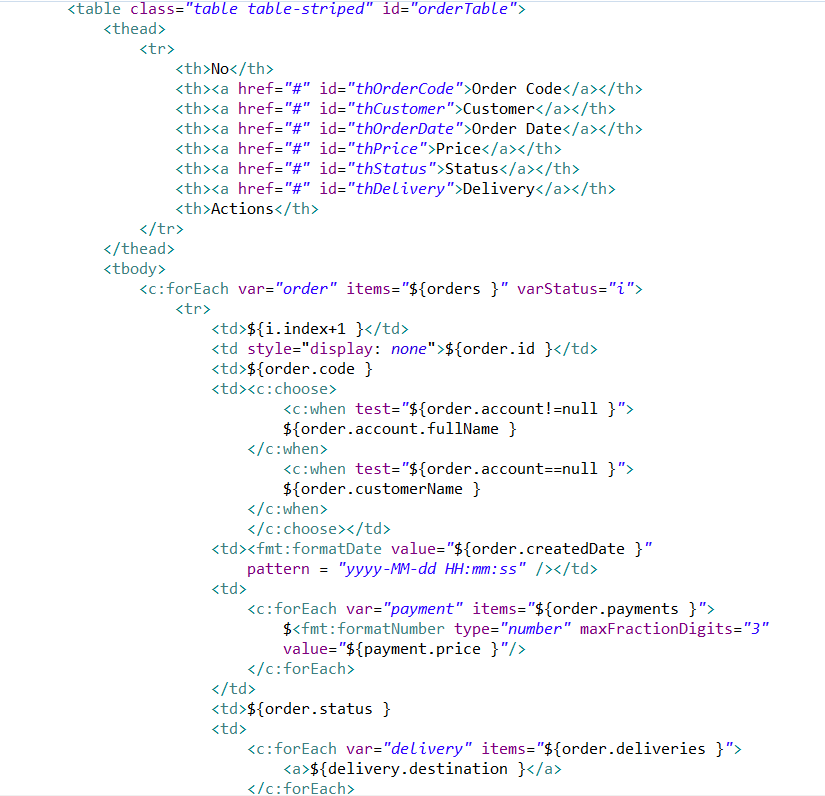 <table class="table table-striped" id="orderTable">
<thead>
<tr>
<th>No</th>
<th><a href="#" id="thOrderCode">Order Code</a></th>
<th><a href="#" id="thCustomer">Customer</a></th>
<th><a href="#" id="thOrderDate">Order Date</a></th>
<th><a href="#" id="thPrice">Price</a></th>
<th><a href="#" id="thStatus">Status</a></th>
<th><a href="#" id="thDelivery">Delivery</a></th>
<th>Actions</th>
</tr>
</thead>
<tbody>
<c:forEach var="order" items="${orders }" varStatus="i">
<tr>
<td>${i.index+1 }</td>
<td style="display: none">${order.id }</td>
<td>${order.code }
<td><c:choose>
<c:when test="${order.account!=null }">
${order.account.fullName }
</c:when>
<c:when test="${order.account==null }">
${order.customerName }
</c:when>
</c:choose></td>
<td><fmt:formatDate value="${order.createdDate }"
pattern = "yyyy-MM-dd HH:mm:ss" /></td>
<td>
<c:forEach var="payment" items="${order.payments }">
$<fmt:formatNumber type="number" maxFractionDigits="3"
value="${payment.price }"/>
</c:forEach>
</td>
<td>${order.status }
<td>
<c:forEach var="delivery" items="${order.deliveries }">
<a>${delivery.destination }</a>
</c:forEach>